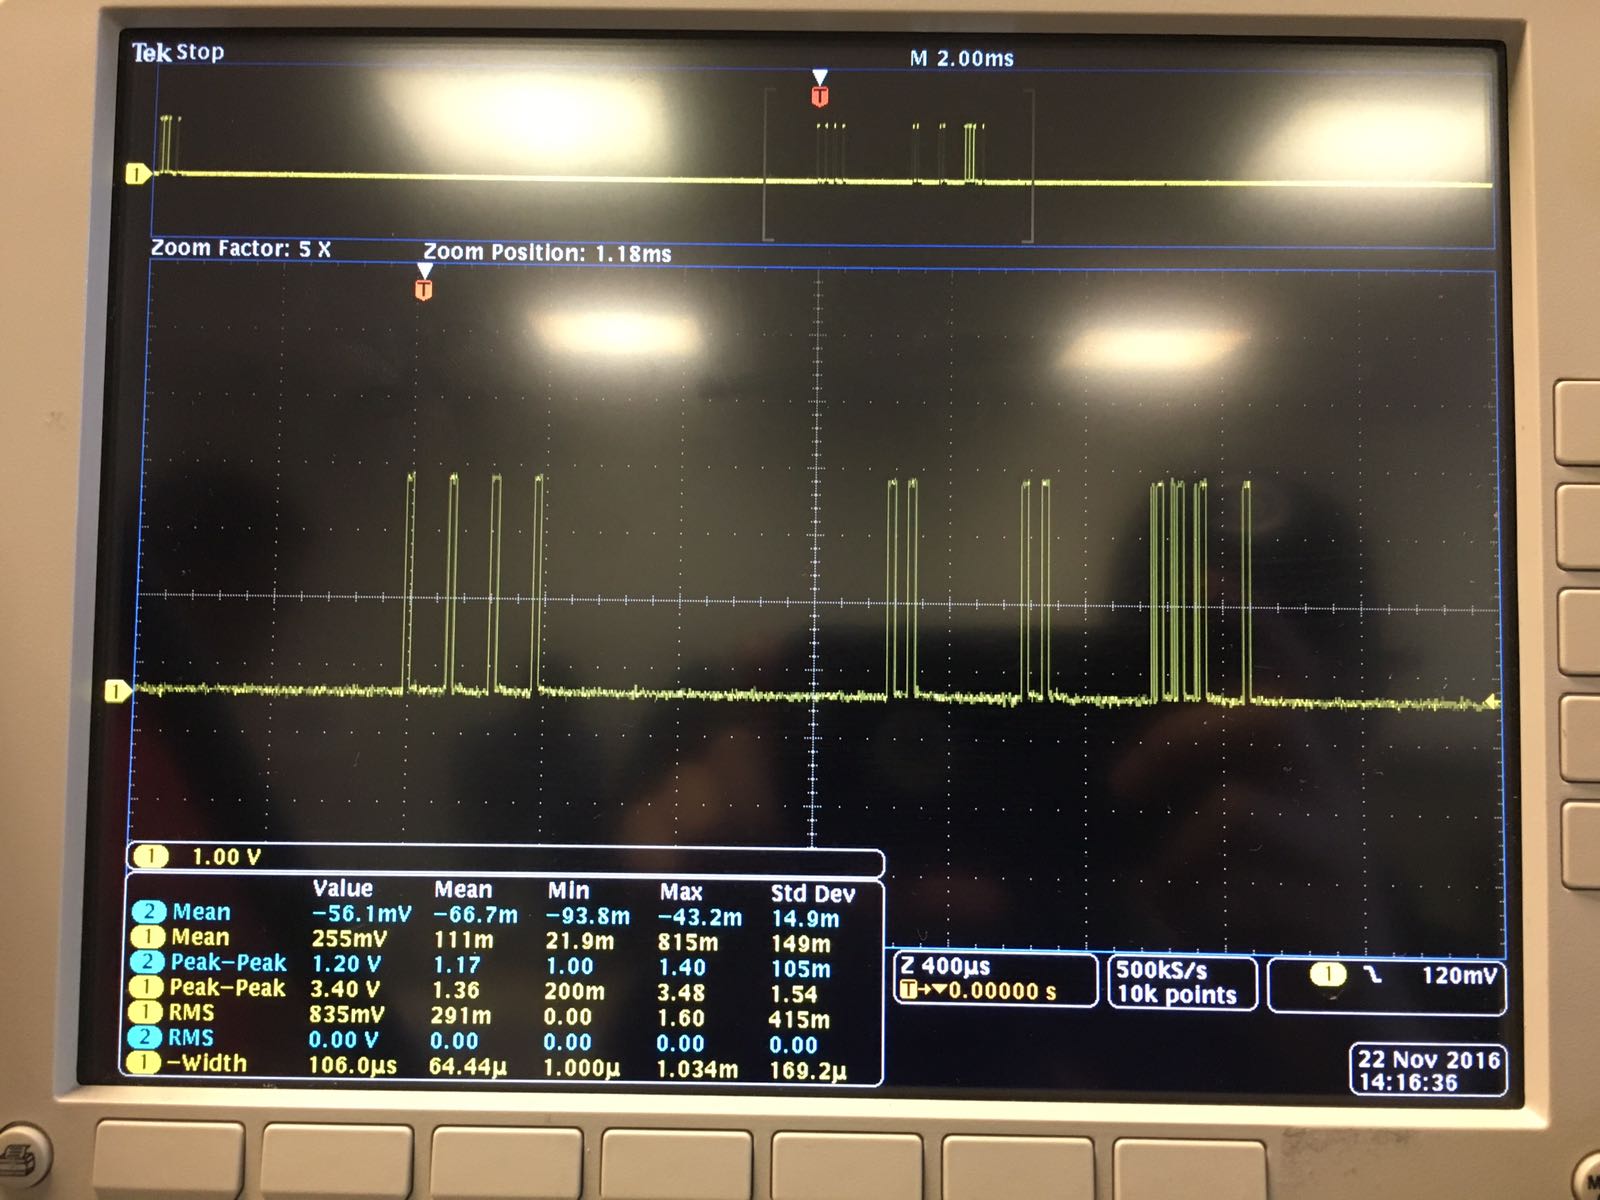 Tek Stop
M 2.00ms
T
1
Zoom Factor: 5 X
Zoom Position: 1.18ms
T
1
1 1.00 V
Value Mean Min Max Std Dev
2 Mean −56.1mV −66.7m −93.8m −43.2m 14.9m
1 Mean 255mV 111m 21.9m 815m 149m
2 Peak−Peak 1.20 V 1.17 1.00 1.40 105m
1 Peak−Peak 3.40 V 1.36 200m 3.48 1.54
1 RMS 835mV 291m 0.00 1.60 415m
2 RMS 0.00 V 0.00 0.00 0.00 0.00
1 −Width 106.0µs 64.44µ 1.000µ 1.034m 169.2µ
Z 400µs
T→▼0.00000 s
500kS/s
10k points
1 120mV
22 Nov 2016
14:16:36
M